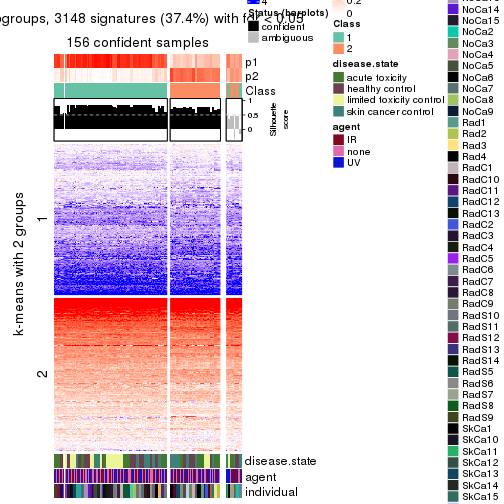 groups, 3148 signatures (37.4%) with fdr < 0.05
156 confident samples
p1
p2
Class
1
0.5
0
Silhouette
score
k-means with 2 groups
1
2
disease.state
agent
individual
4
Status (barplots)
confident
ambiguous
0.2
0
Class
1
2
disease.state
acute toxicity
healthy control
limited toxicity control
skin cancer control
agent
IR
none
UV
NoCa14
NoCa15
NoCa2
NoCa3
NoCa4
NoCa5
NoCa6
NoCa7
NoCa8
NoCa9
Rad1
Rad2
Rad3
Rad4
RadC1
RadC10
RadC11
RadC12
RadC13
RadC2
RadC3
RadC4
RadC5
RadC6
RadC7
RadC8
RadC9
RadS10
RadS11
RadS12
RadS13
RadS14
RadS5
RadS6
RadS7
RadS8
RadS9
SkCa1
SkCa10
SkCa11
SkCa12
SkCa13
SkCa14
SkCa15